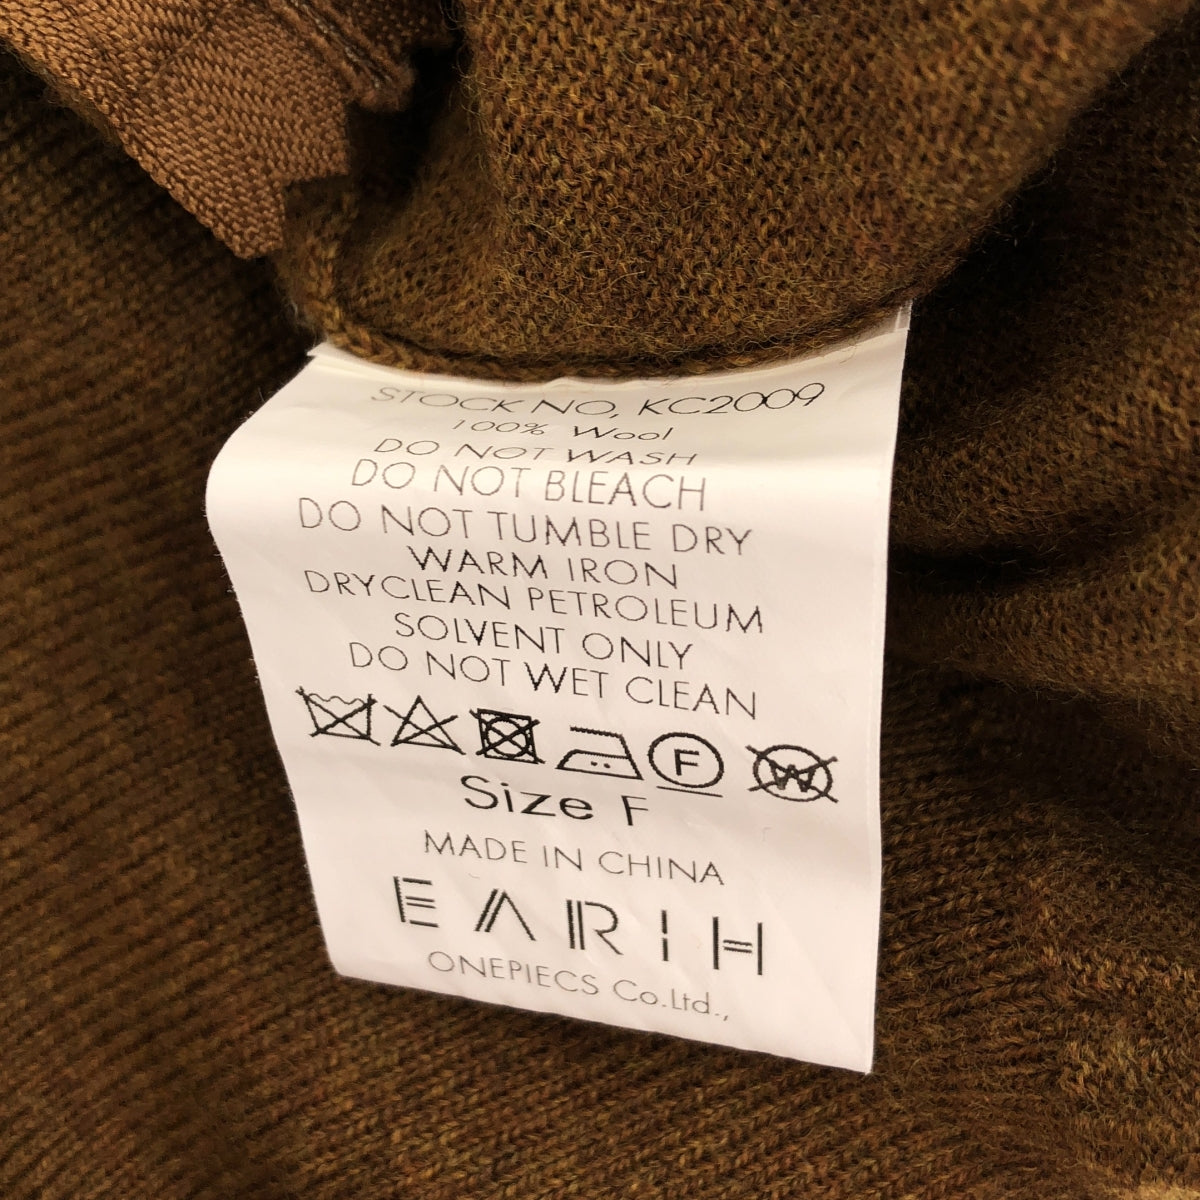 STOCK NO, KC2009
100% Wool
DO NOT WASH
DO NOT BLEACH
DO NOT TUMBLE DRY
WARM IRON
DRYCLEAN PETROLEUM
SOLVENT ONLY
DO NOT WET CLEAN
F W
Size F
MADE IN CHINA
EARIH
ONEPIECS Co.Ltd.,